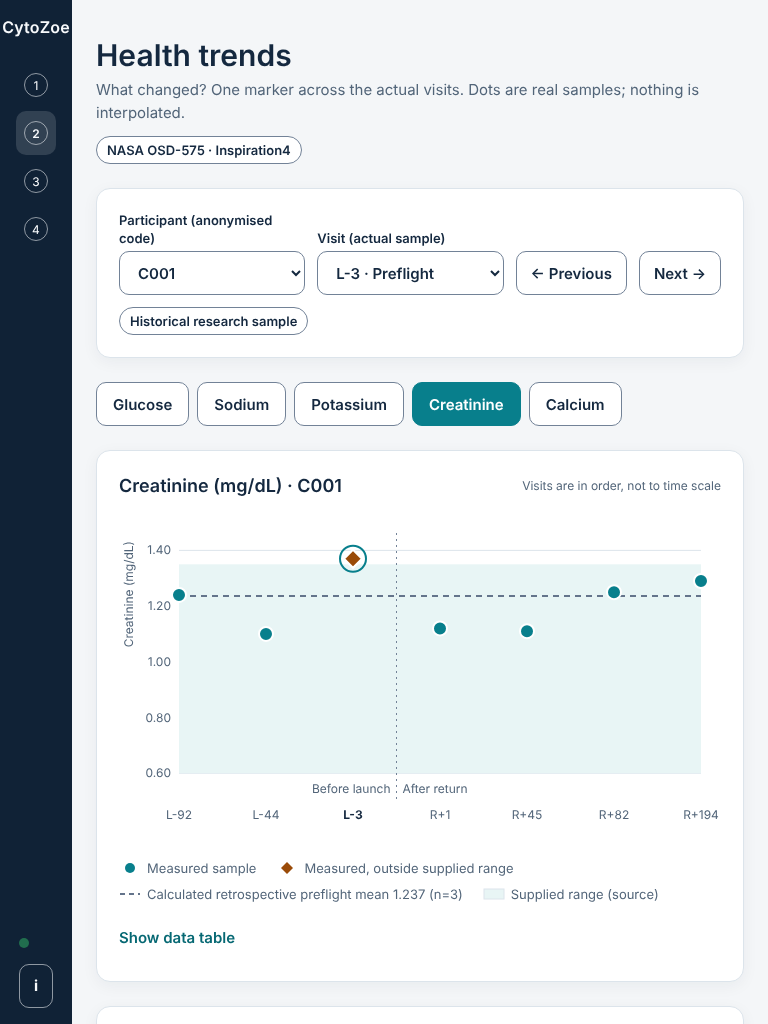 CytoZoe
1
2
3
4
i
Health trends
What changed? One marker across the actual visits. Dots are real samples; nothing is
interpolated.
NASA OSD-575 · Inspiration4
Participant (anonymised
code)
Visit (actual sample)
C001
L-3 · Preflight
← Previous
Next →
Historical research sample
Glucose
Sodium
Potassium
Creatinine
Calcium
Creatinine (mg/dL) · C001
Visits are in order, not to time scale
Creatinine (mg/dL)
1.40
1.20
1.00
0.80
0.60
Before launch
After return
L-92
L-44
L-3
R+1
R+45
R+82
R+194
Measured sample
Measured, outside supplied range
Calculated retrospective preflight mean 1.237 (n=3)
Supplied range (source)
Show data table